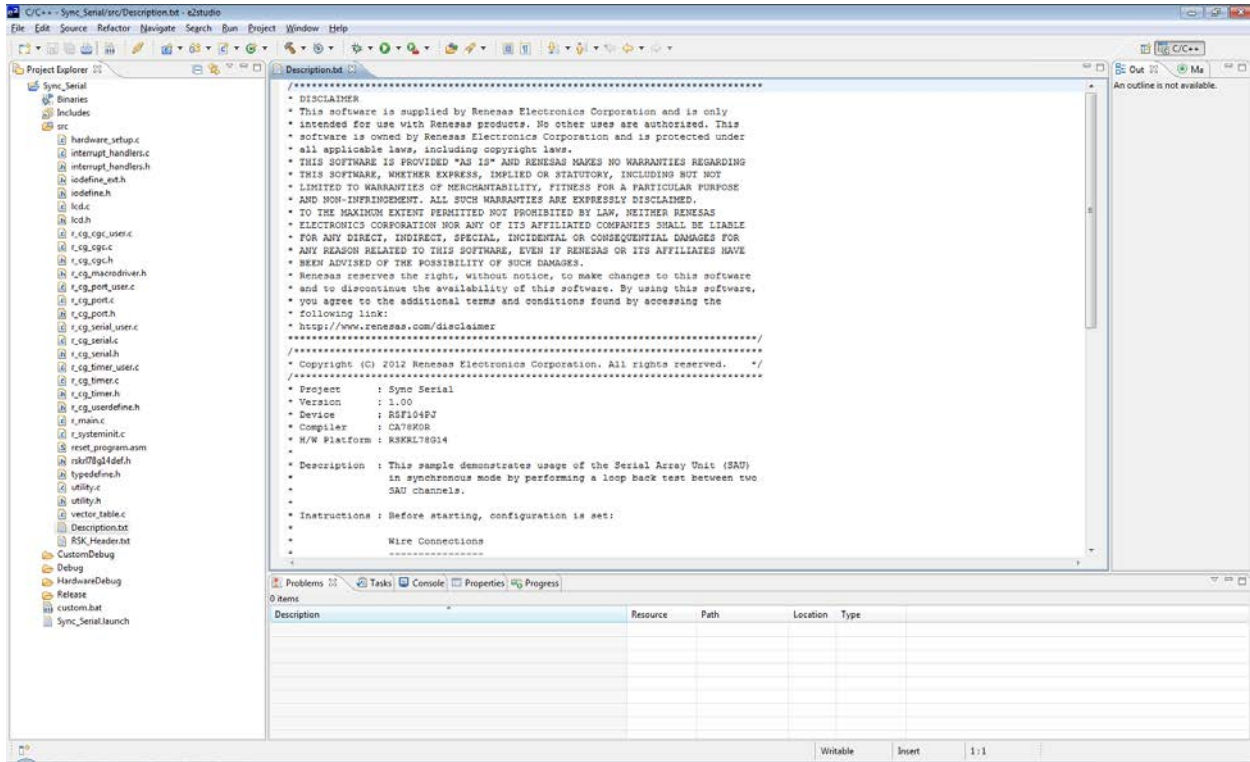 C/C++ - Sync_Serial/src/Description.txt - e2studio
File Edit Source Refactor Navigate Search Run Project Window Help
C/C++
Project Explorer
Description.txt
Out
Ma
An outline is not available.
Sync_Serial
Binaries
Includes
src
hardware_setup.c
interrupt_handlers.c
interrupt_handlers.h
iodefine_ext.h
iodefine.h
lcd.c
lcd.h
r_cg_cgc_user.c
r_cg_cgc.c
r_cg_cgc.h
r_cg_macrodriver.h
r_cg_port_user.c
r_cg_port.c
r_cg_port.h
r_cg_serial_user.c
r_cg_serial.c
r_cg_serial.h
r_cg_timer_user.c
r_cg_timer.c
r_cg_timer.h
r_cg_userdefine.h
r_main.c
r_systeminit.c
reset_program.asm
rskrl78g14def.h
typedefine.h
utility.c
utility.h
vector_table.c
Description.txt
RSK_Header.txt
CustomDebug
Debug
HardwareDebug
Release
custom.bat
Sync_Serial.launch
/*******************************************************************************
* DISCLAIMER
* This software is supplied by Renesas Electronics Corporation and is only
* intended for use with Renesas products. No other uses are authorized. This
* software is owned by Renesas Electronics Corporation and is protected under
* all applicable laws, including copyright laws.
* THIS SOFTWARE IS PROVIDED "AS IS" AND RENESAS MAKES NO WARRANTIES REGARDING
* THIS SOFTWARE, WHETHER EXPRESS, IMPLIED OR STATUTORY, INCLUDING BUT NOT
* LIMITED TO WARRANTIES OF MERCHANTABILITY, FITNESS FOR A PARTICULAR PURPOSE
* AND NON-INFRINGEMENT. ALL SUCH WARRANTIES ARE EXPRESSLY DISCLAIMED.
* TO THE MAXIMUM EXTENT PERMITTED NOT PROHIBITED BY LAW, NEITHER RENESAS
* ELECTRONICS CORPORATION NOR ANY OF ITS AFFILIATED COMPANIES SHALL BE LIABLE
* FOR ANY DIRECT, INDIRECT, SPECIAL, INCIDENTAL OR CONSEQUENTIAL DAMAGES FOR
* ANY REASON RELATED TO THIS SOFTWARE, EVEN IF RENESAS OR ITS AFFILIATES HAVE
* BEEN ADVISED OF THE POSSIBILITY OF SUCH DAMAGES.
* Renesas reserves the right, without notice, to make changes to this software
* and to discontinue the availability of this software. By using this software,
* you agree to the additional terms and conditions found by accessing the
* following link:
* http://www.renesas.com/disclaimer
*******************************************************************************/
/*******************************************************************************
* Copyright (C) 2012 Renesas Electronics Corporation. All rights reserved. */
/*******************************************************************************
* Project : Sync Serial
* Version : 1.00
* Device : R5F104PJ
* Compiler : CA78K0R
* H/W Platform : RSKRL78G14
*
* Description : This sample demonstrates usage of the Serial Array Unit (SAU)
* in synchronous mode by performing a loop back test between two
* SAU channels.
*
* Instructions : Before starting, configuration is set:
*
* Wire Connections
* ----------------
Problems Tasks Console Properties Progress
0 items
Description Resource Path Location Type
Writable Insert 1 : 1